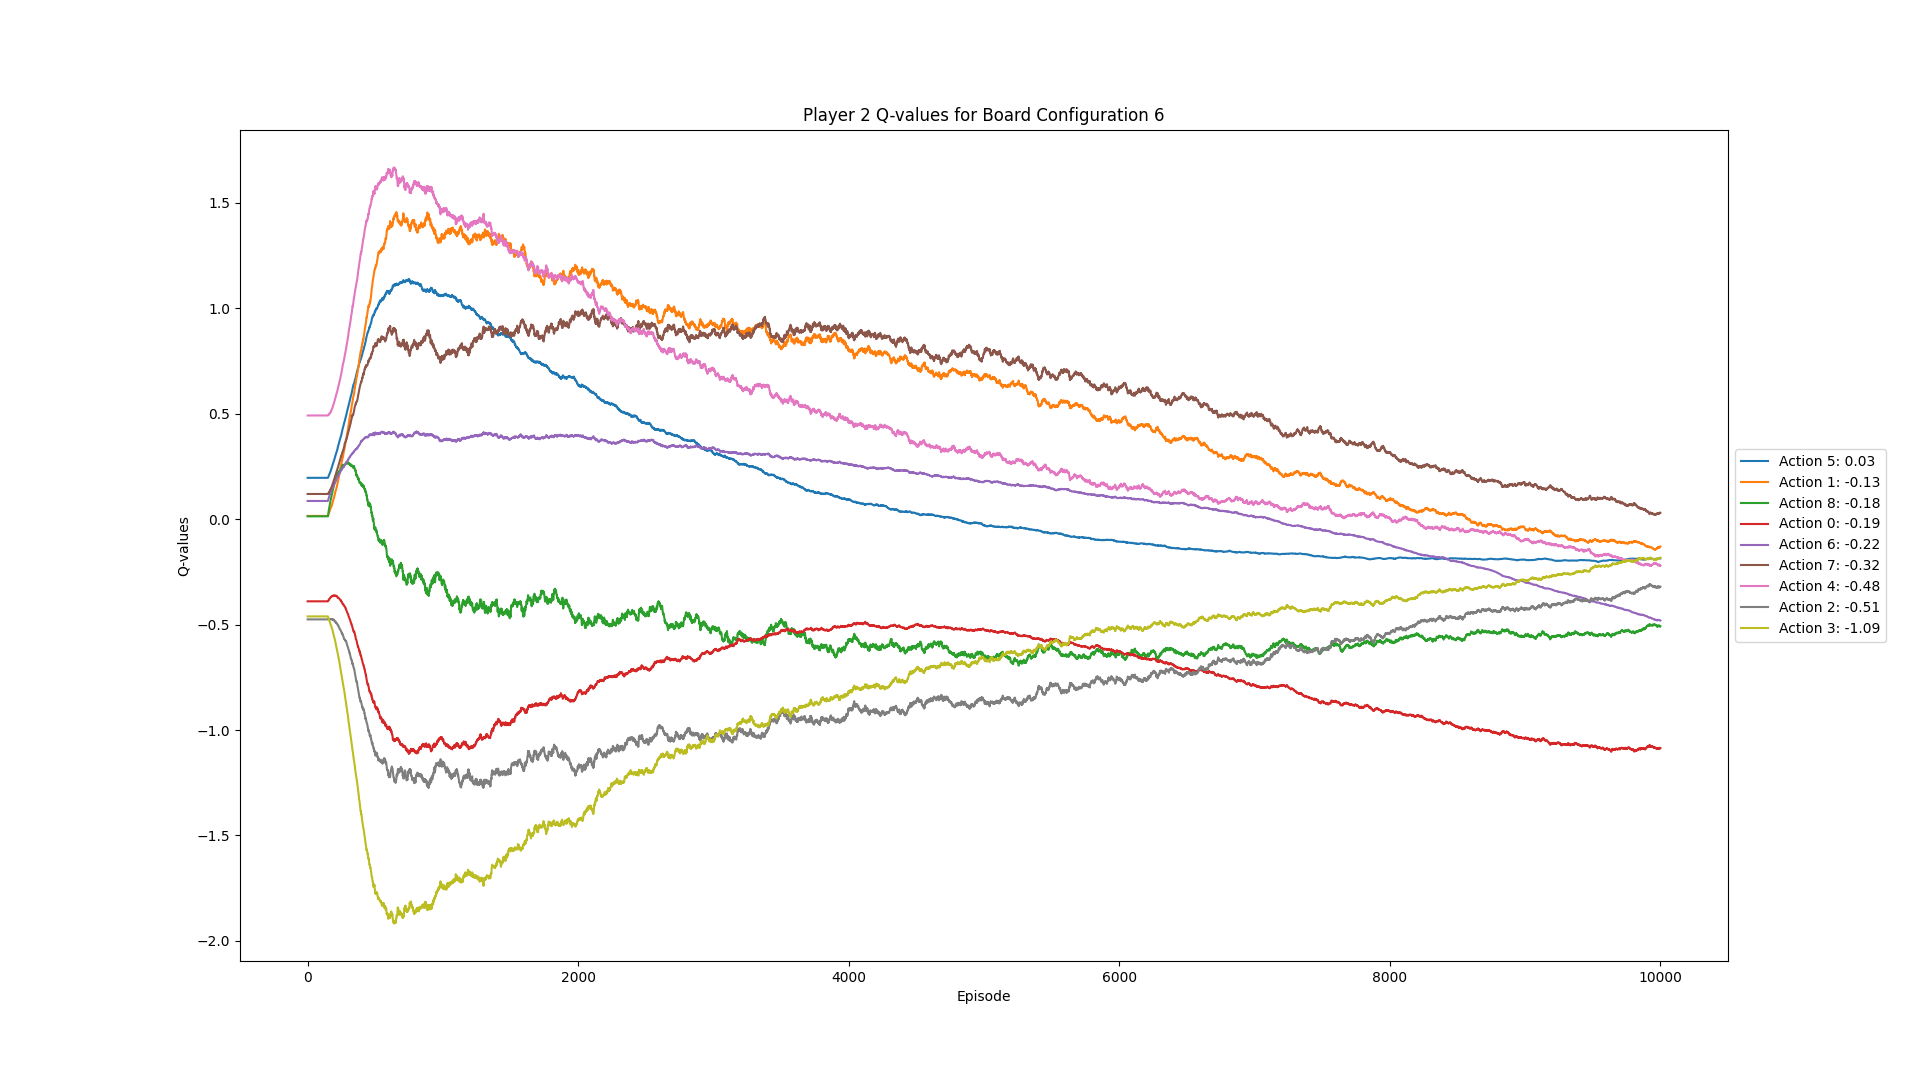 Player 2 Q-values for Board Configuration 6
Q-values
1.5
1.0
0.5
0.0
−0.5
−1.0
−1.5
−2.0
0 2000 4000 6000 8000 10000
Episode
Action 5: 0.03
Action 1: -0.13
Action 8: -0.18
Action 0: -0.19
Action 6: -0.22
Action 7: -0.32
Action 4: -0.48
Action 2: -0.51
Action 3: -1.09